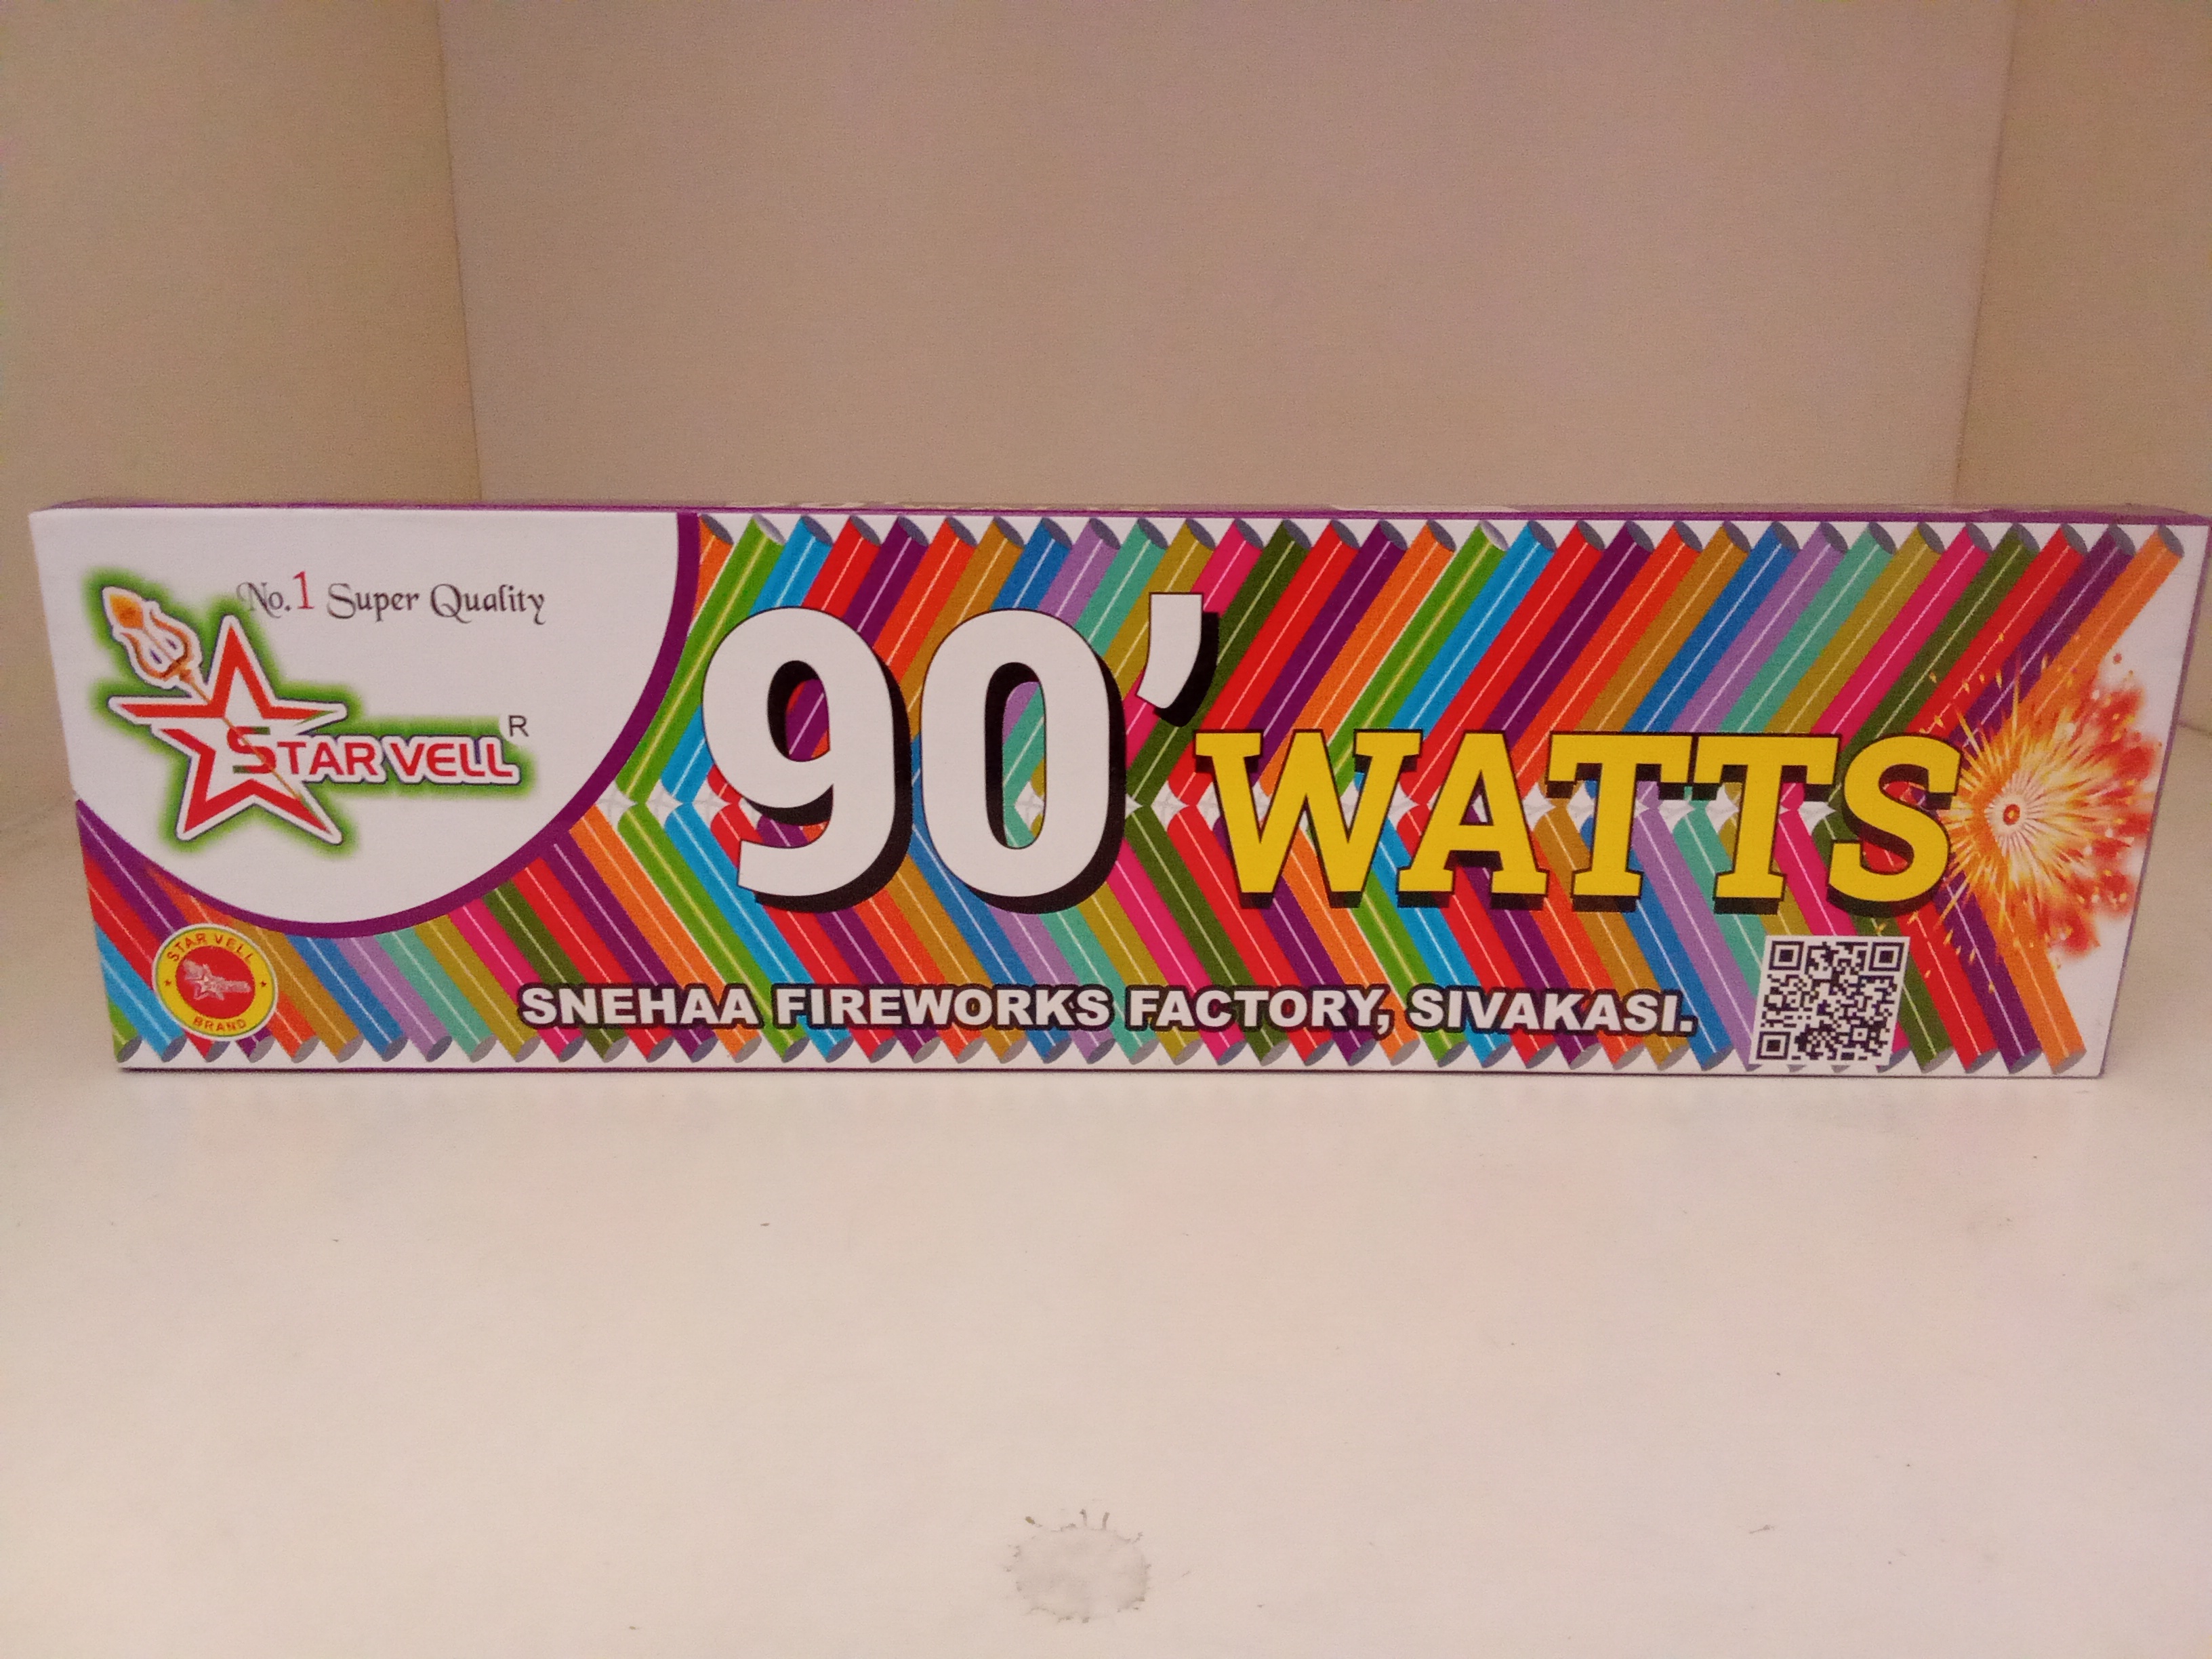 No.1 Super Quality
STAR VELL R
90' WATTS
STAR VELL
BRAND
SNEHAA FIREWORKS FACTORY, SIVAKASI.